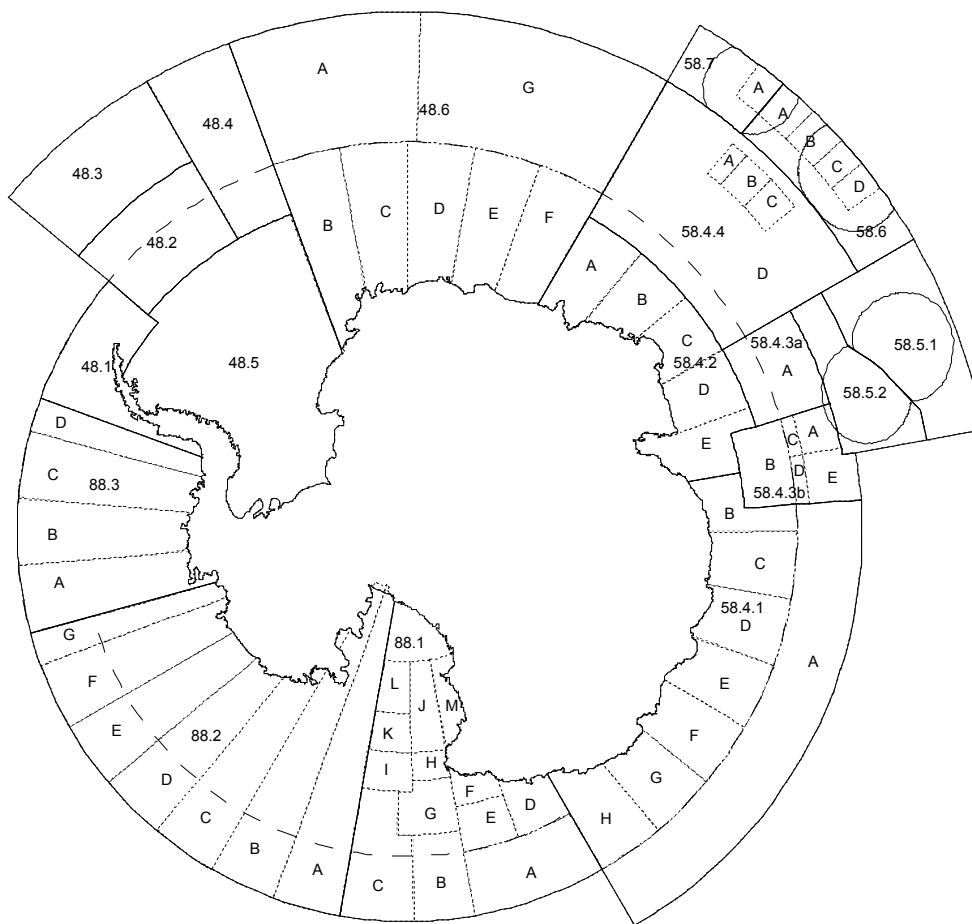 58.7
A
G
A
48.6
A
48.4
B
A
C
48.3
B
D
C
B
C
D
E
F
48.2
58.4.4
58.6
A
D
B
C
58.4.3a
58.5.1
48.1
48.5
58.4.2
A
D
58.5.2
D
A
C
E
B
D
E
C
88.3
58.4.3b
B
B
C
A
58.4.1
D
G
88.1
A
F
L
E
J
M
E
88.2
K
F
D
I
H
G
C
F
D
G
E
H
B
A
C
B
A